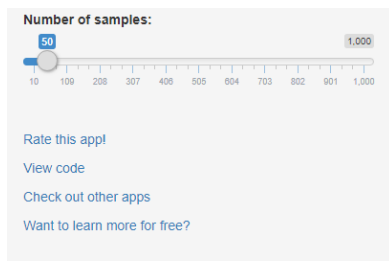 Number of samples:
50 1,000
10 109 208 307 406 505 604 703 802 901 1,000
Rate this app!
View code
Check out other apps
Want to learn more for free?